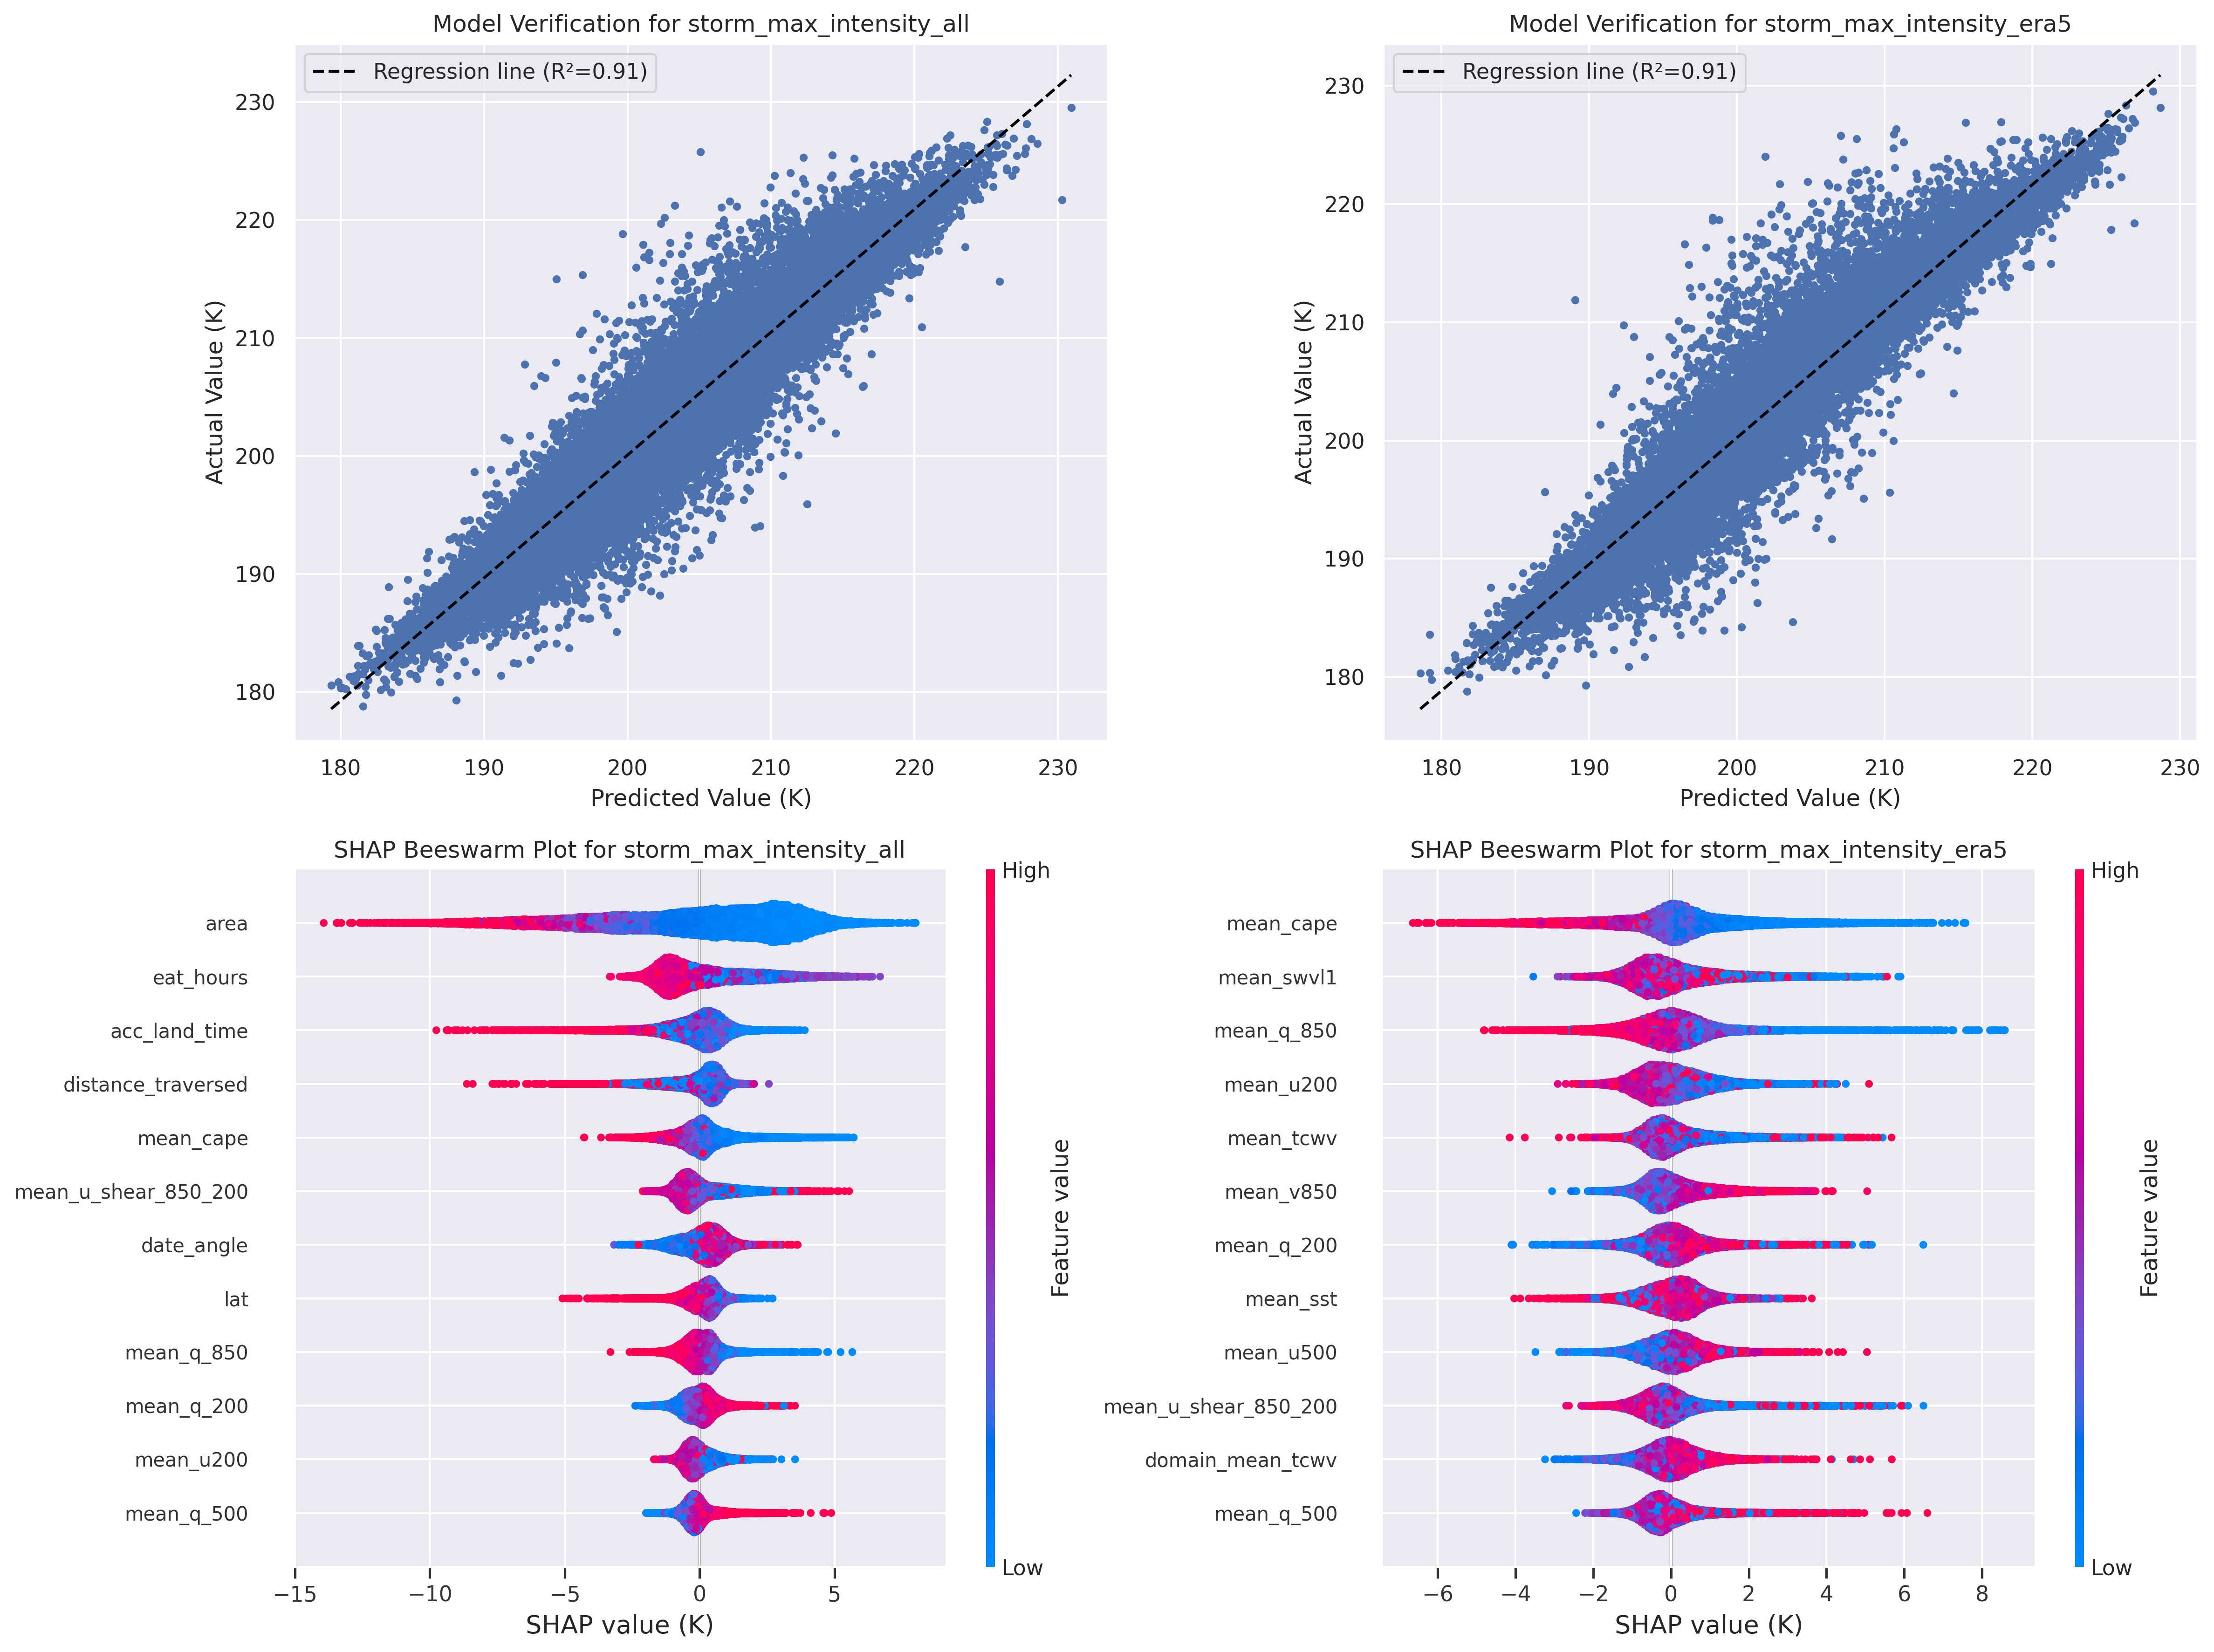 Model Verification for storm_max_intensity_all
Regression line (R²=0.91)
230
220
210
200
190
180
Actual Value (K)
180 190 200 210 220 230
Predicted Value (K)
Model Verification for storm_max_intensity_era5
Regression line (R²=0.91)
230
220
210
200
190
180
Actual Value (K)
180 190 200 210 220 230
Predicted Value (K)
SHAP Beeswarm Plot for storm_max_intensity_all
area
eat_hours
acc_land_time
distance_traversed
mean_cape
mean_u_shear_850_200
date_angle
lat
mean_q_850
mean_q_200
mean_u200
mean_q_500
−15 −10 −5 0 5
SHAP value (K)
High
Feature value
Low
SHAP Beeswarm Plot for storm_max_intensity_era5
mean_cape
mean_swvl1
mean_q_850
mean_u200
mean_tcwv
mean_v850
mean_q_200
mean_sst
mean_u500
mean_u_shear_850_200
domain_mean_tcwv
mean_q_500
−6 −4 −2 0 2 4 6 8
SHAP value (K)
High
Feature value
Low